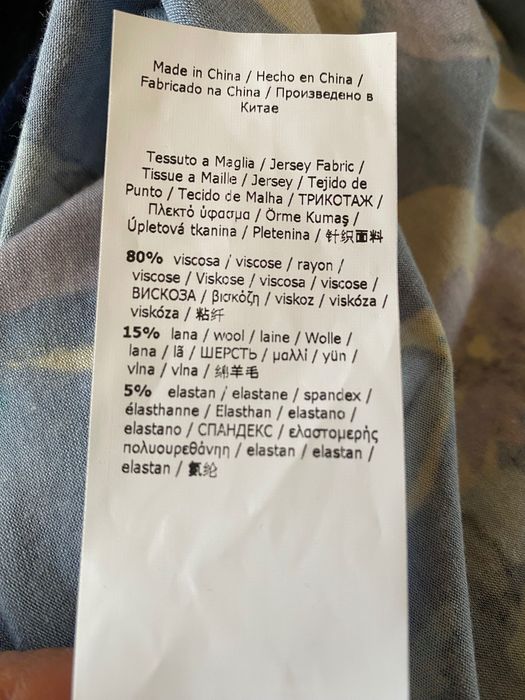 Made in China / Hecho en China /
Fabricado na China / Произведено в
Китае
Tessuto a Maglia / Jersey Fabric /
Tissue a Maille / Jersey / Tejido de
Punto / Tecido de Malha / ТРИКОТАЖ /
Πλεκτό ύφασμα / Örme Kumaş /
Úpletová tkanina / Pletenina / 针织面料
80% viscosa / viscose / rayon /
viscose / Viskose / viscosa / viscose /
ВИСКОЗА / βισκόζη / viskoz / viskóza /
viskóza / 粘纤
15% lana / wool / laine / Wolle /
lana / lã / ШЕРСТЬ / μαλλί / yün /
vlna / vlna / 绵羊毛
5% elastan / elastane / spandex /
élasthanne / Elasthan / elastano /
elastano / СПАНДЕКС / ελαστομερής
πολυουρεθάνηη / elastan / elastan /
elastan / 氨纶